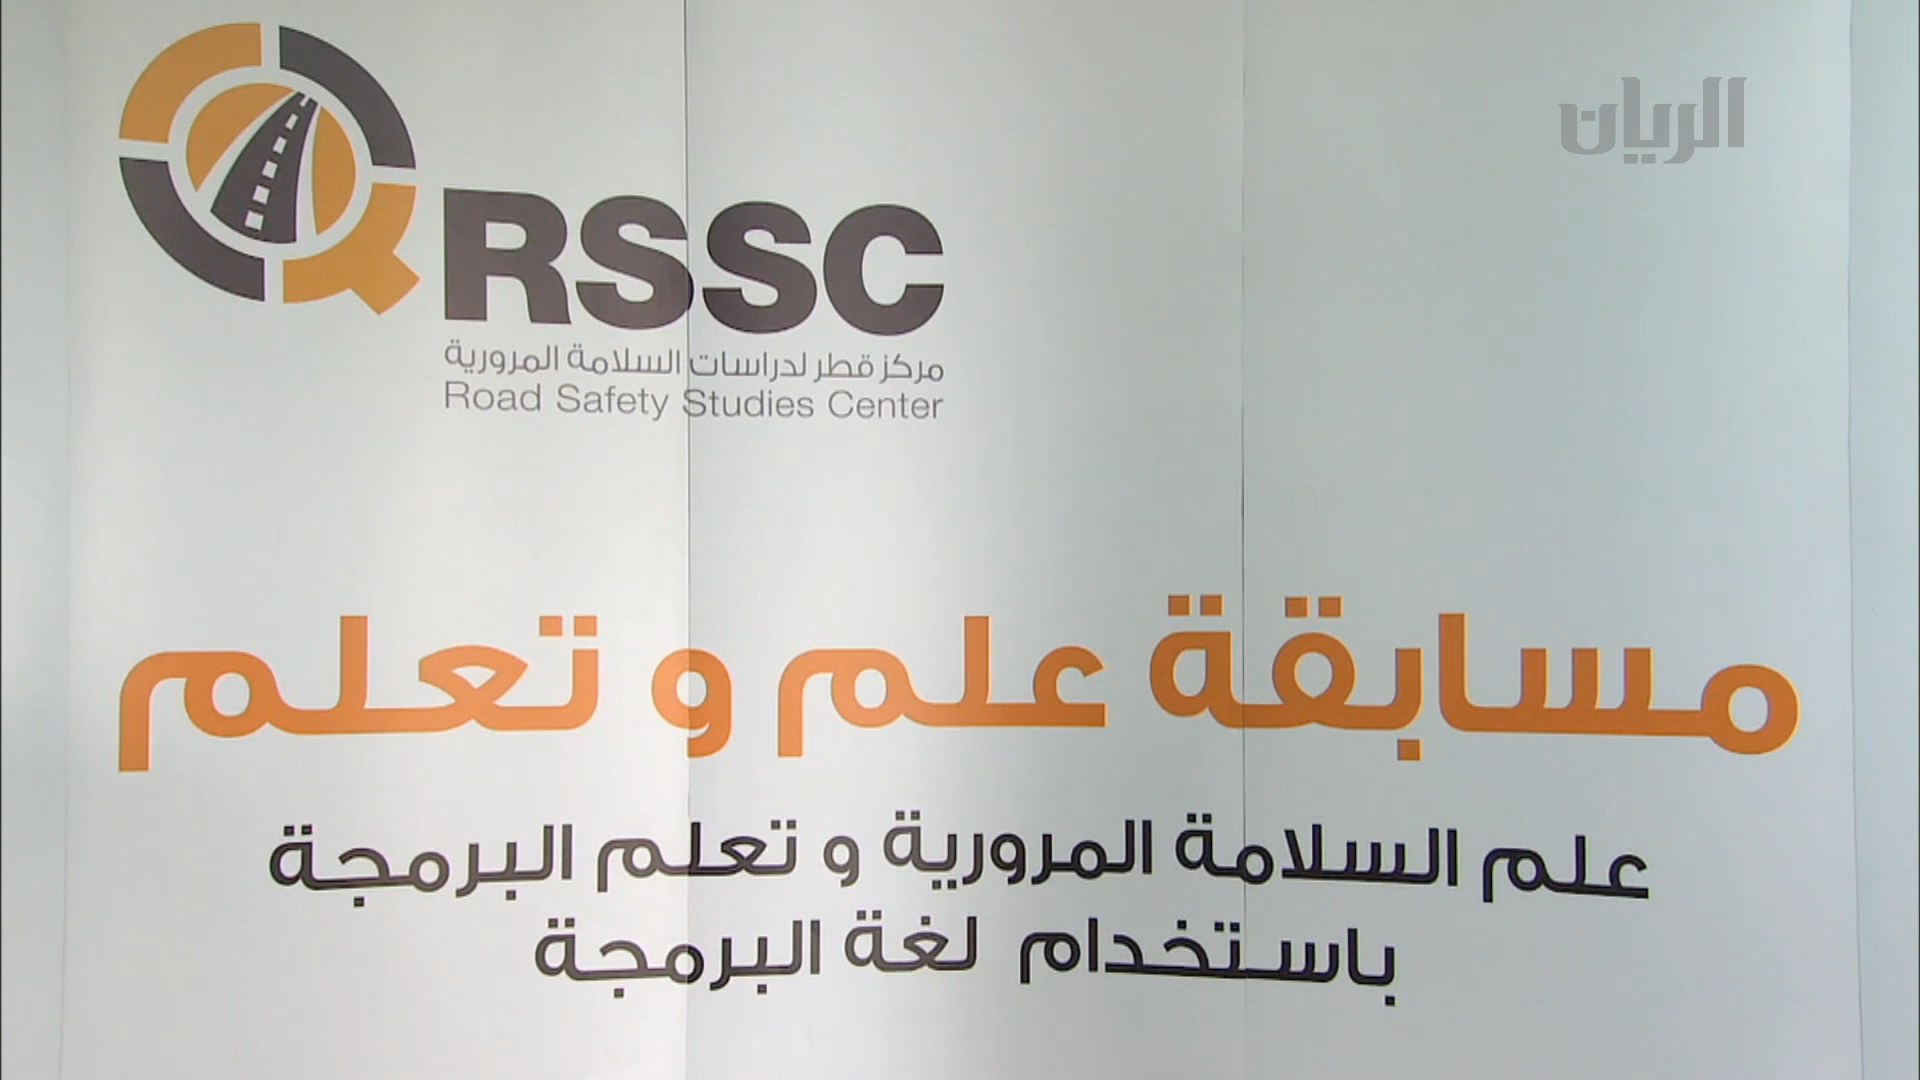 الريان
RSSC
مركز قطر لدراسات السلامة المرورية
Road Safety Studies Center
مسابقة علم و تعلم
علم السلامة المرورية و تعلم البرمجة
باستخدام لغة البرمجة